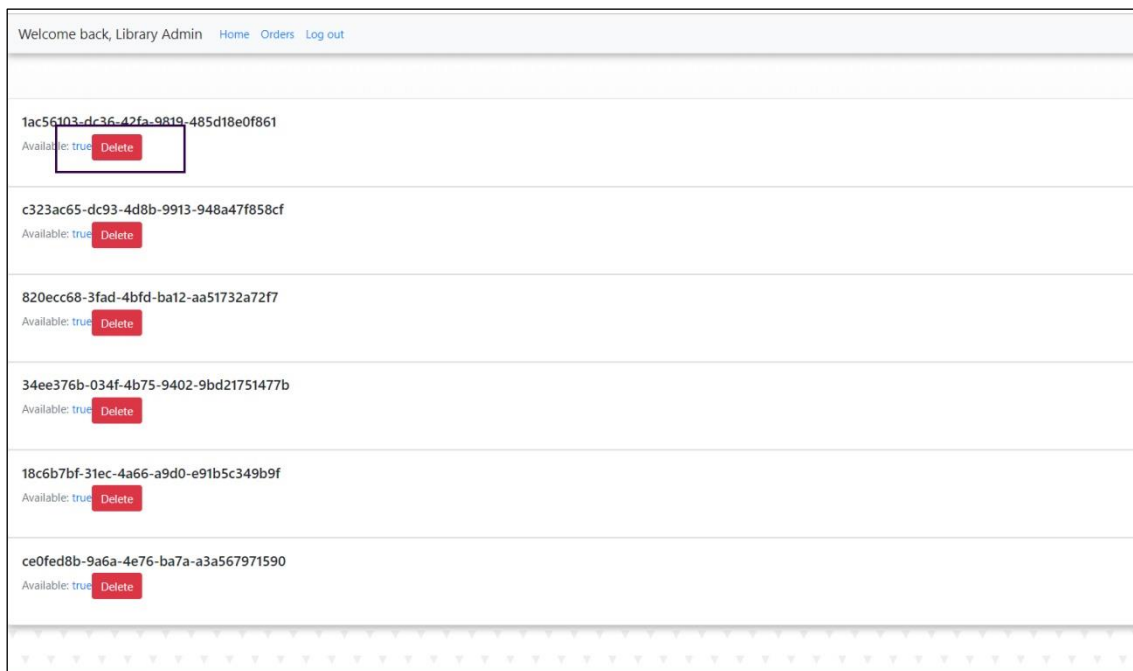 Welcome back, Library Admin Home Orders Log out
1ac56103-dc36-42fa-9819-485d18e0f861
Available: true Delete
c323ac65-dc93-4d8b-9913-948a47f858cf
Available: true Delete
820ecc68-3fad-4bfd-ba12-aa51732a72f7
Available: true Delete
34ee376b-034f-4b75-9402-9bd21751477b
Available: true Delete
18c6b7bf-31ec-4a66-a9d0-e91b5c349b9f
Available: true Delete
ce0fed8b-9a6a-4e76-ba7a-a3a567971590
Available: true Delete